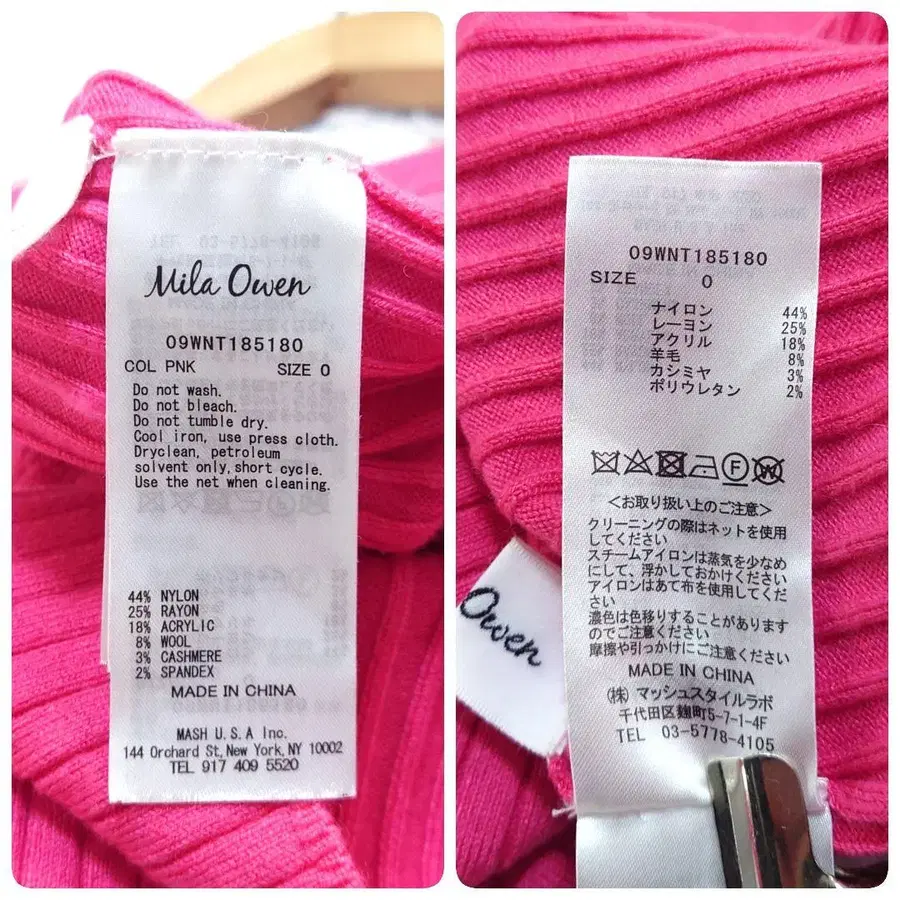 Mila Owen
09WNT185180
COL PNK SIZE 0
Do not wash.
Do not bleach.
Do not tumble dry.
Cool iron, use press cloth.
Dryclean, petroleum
solvent only, short cycle.
Use the net when cleaning.
44% NYLON
25% RAYON
18% ACRYLIC
8% WOOL
3% CASHMERE
2% SPANDEX
MADE IN CHINA
MASH U.S.A Inc.
144 Orchard St, New York, NY 10002
TEL 917 409 5520
09WNT185180
SIZE 0
ナイロン 44%
レーヨン 25%
アクリル 18%
羊毛 8%
カシミヤ 3%
ポリウレタン 2%
F W
<お取り扱い上のご注意>
クリーニングの際はネットを使用
してください
スチームアイロンは蒸気を少なめ
にして、浮かしておかけください
アイロンはあて布を使用してくだ
さい
濃色は色移りすることがあります
のでご注意ください
摩擦や引っかけにご注意ください
MADE IN CHINA
(株) マッシュスタイルラボ
千代田区麹町5-7-1-4F
TEL 03-5778-4105
Owen